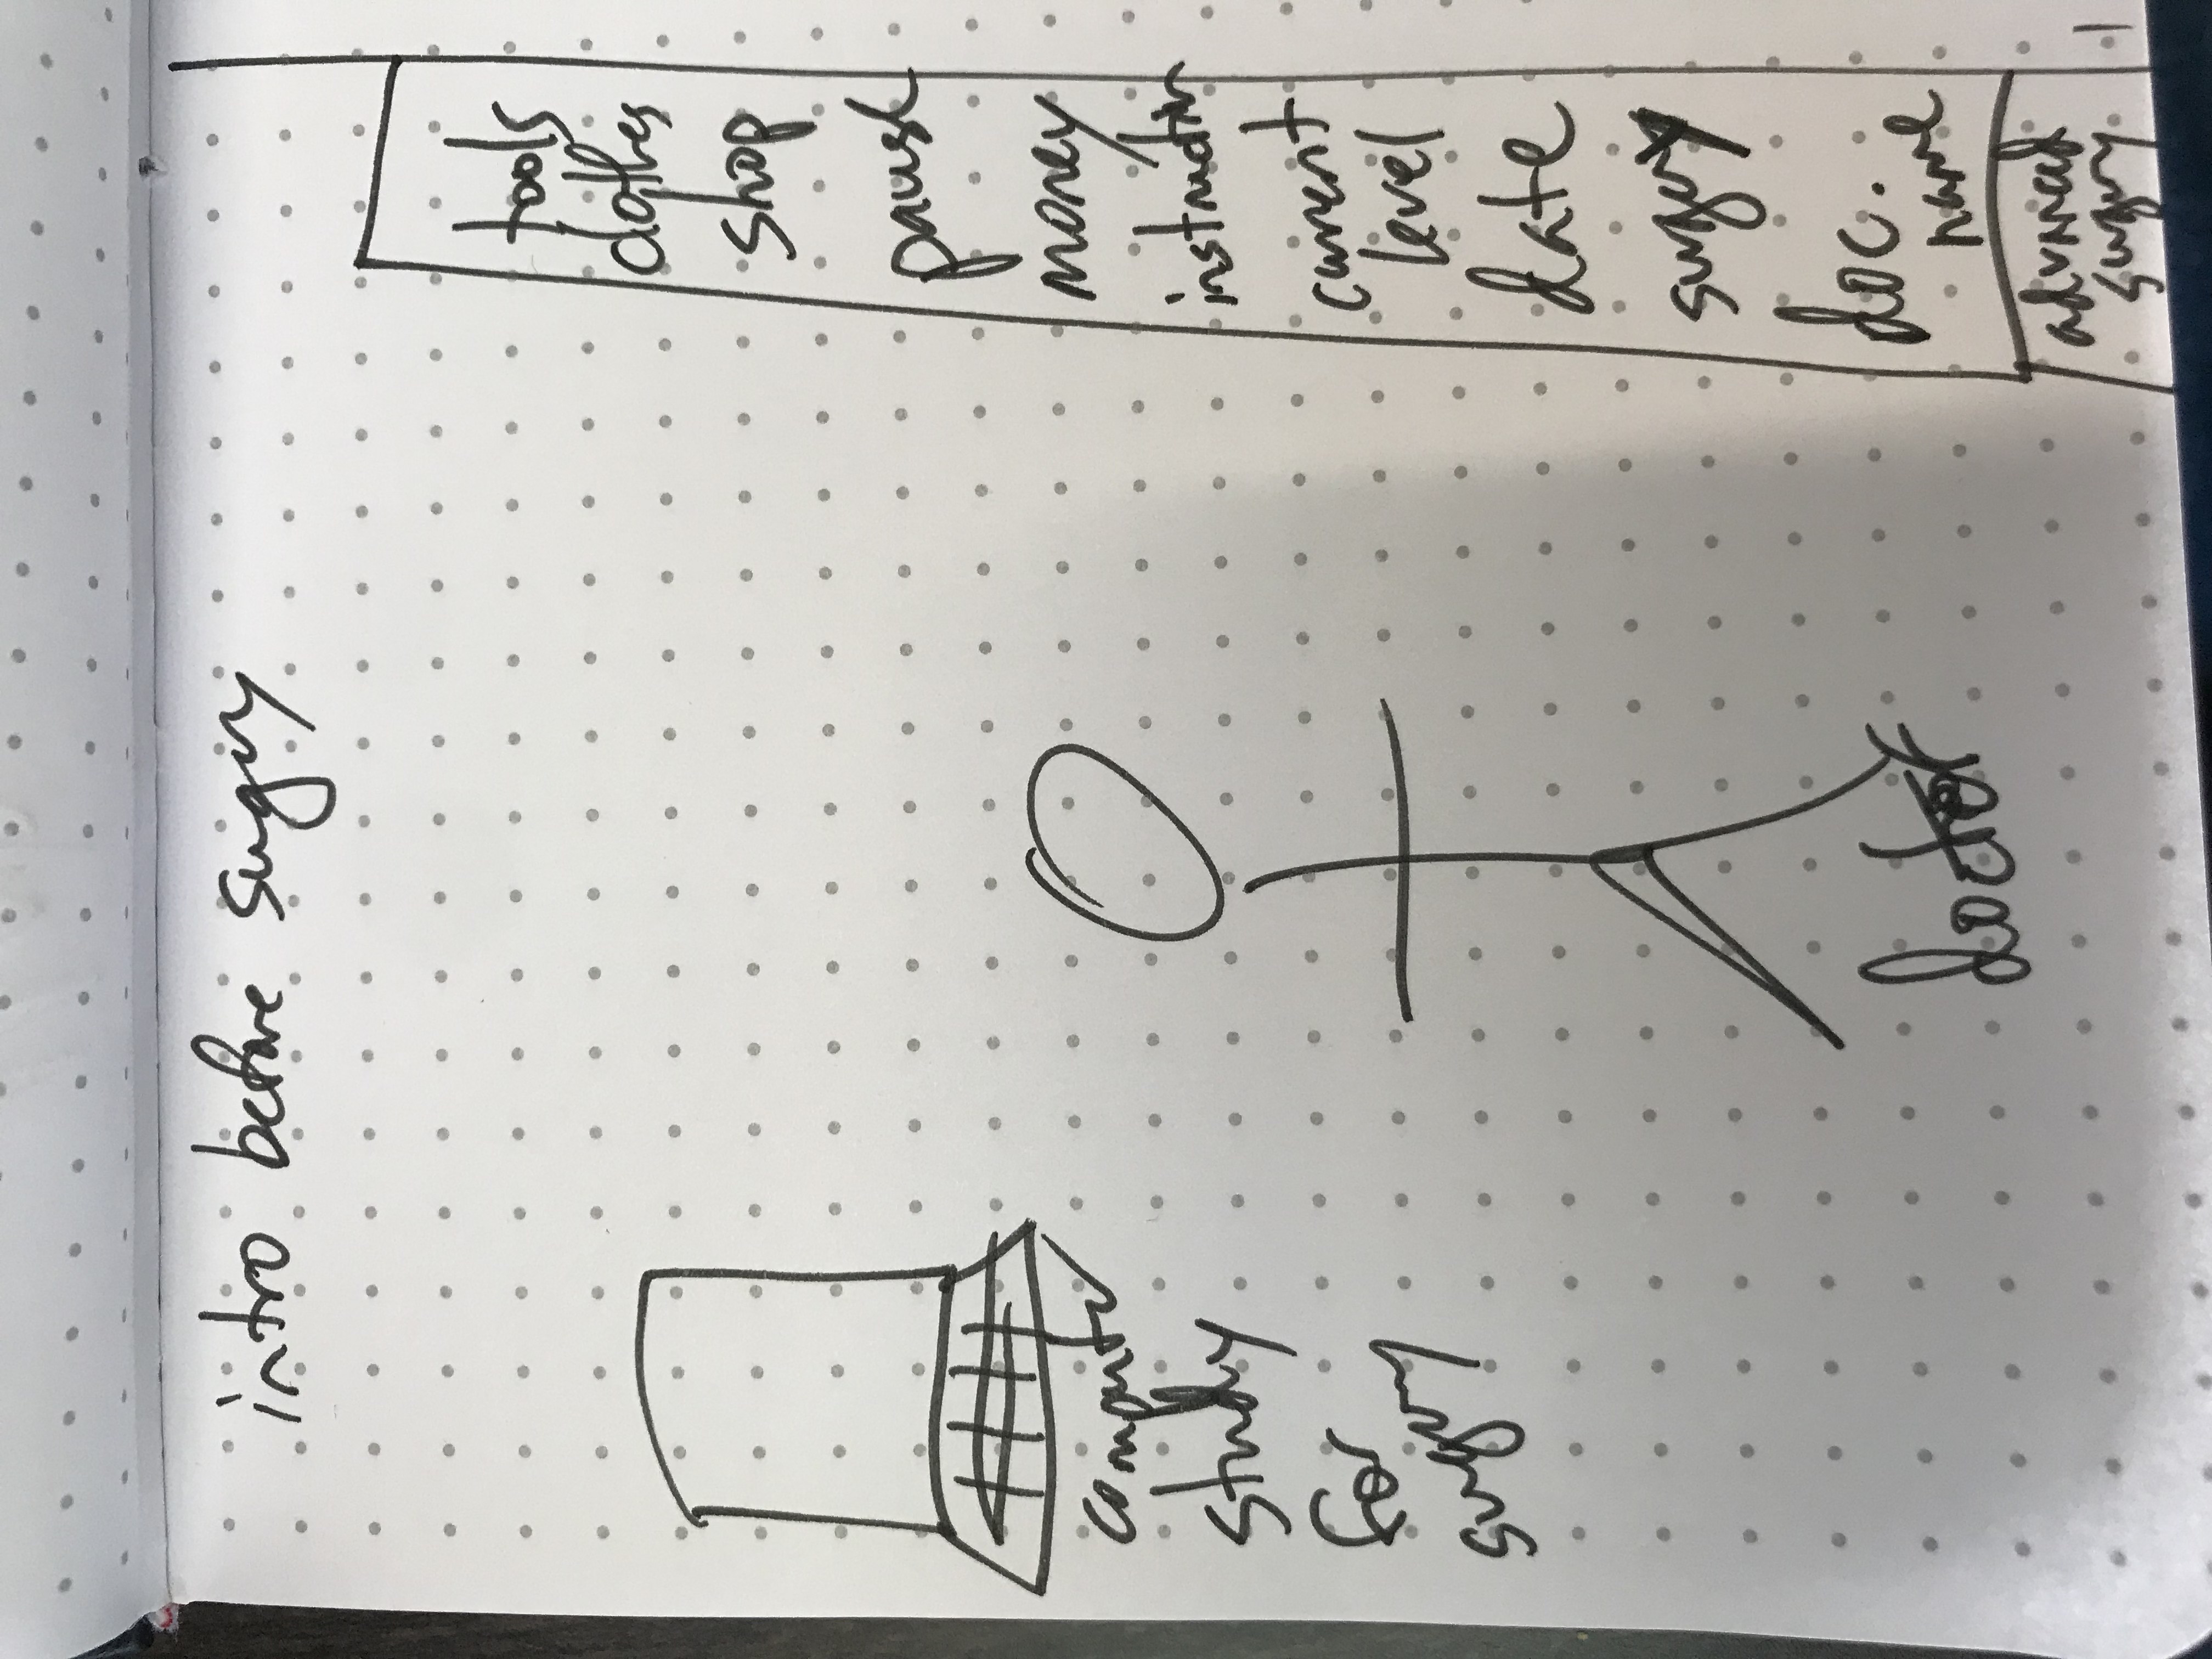 intro before surgery
tools
clothes
shop
pause
money
instructor
current
level
date
surgery
doc.
name
advanced
surgery
computer
study
for
surgery
doctor